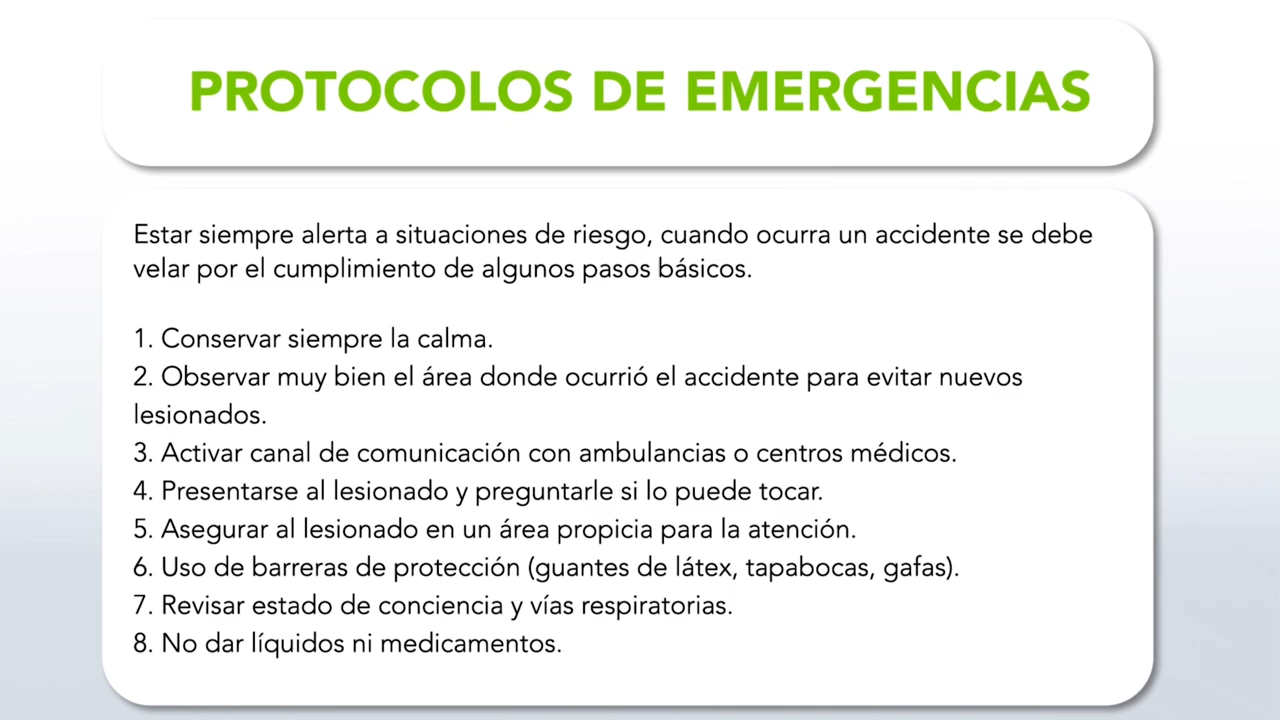 PROTOCOLOS DE EMERGENCIAS
Estar siempre alerta a situaciones de riesgo, cuando ocurra un accidente se debe
velar por el cumplimiento de algunos pasos básicos.
1. Conservar siempre la calma.
2. Observar muy bien el área donde ocurrió el accidente para evitar nuevos
lesionados.
3. Activar canal de comunicación con ambulancias o centros médicos.
4. Presentarse al lesionado y preguntarle si lo puede tocar.
5. Asegurar al lesionado en un área propicia para la atención.
6. Uso de barreras de protección (guantes de látex, tapabocas, gafas).
7. Revisar estado de conciencia y vías respiratorias.
8. No dar líquidos ni medicamentos.